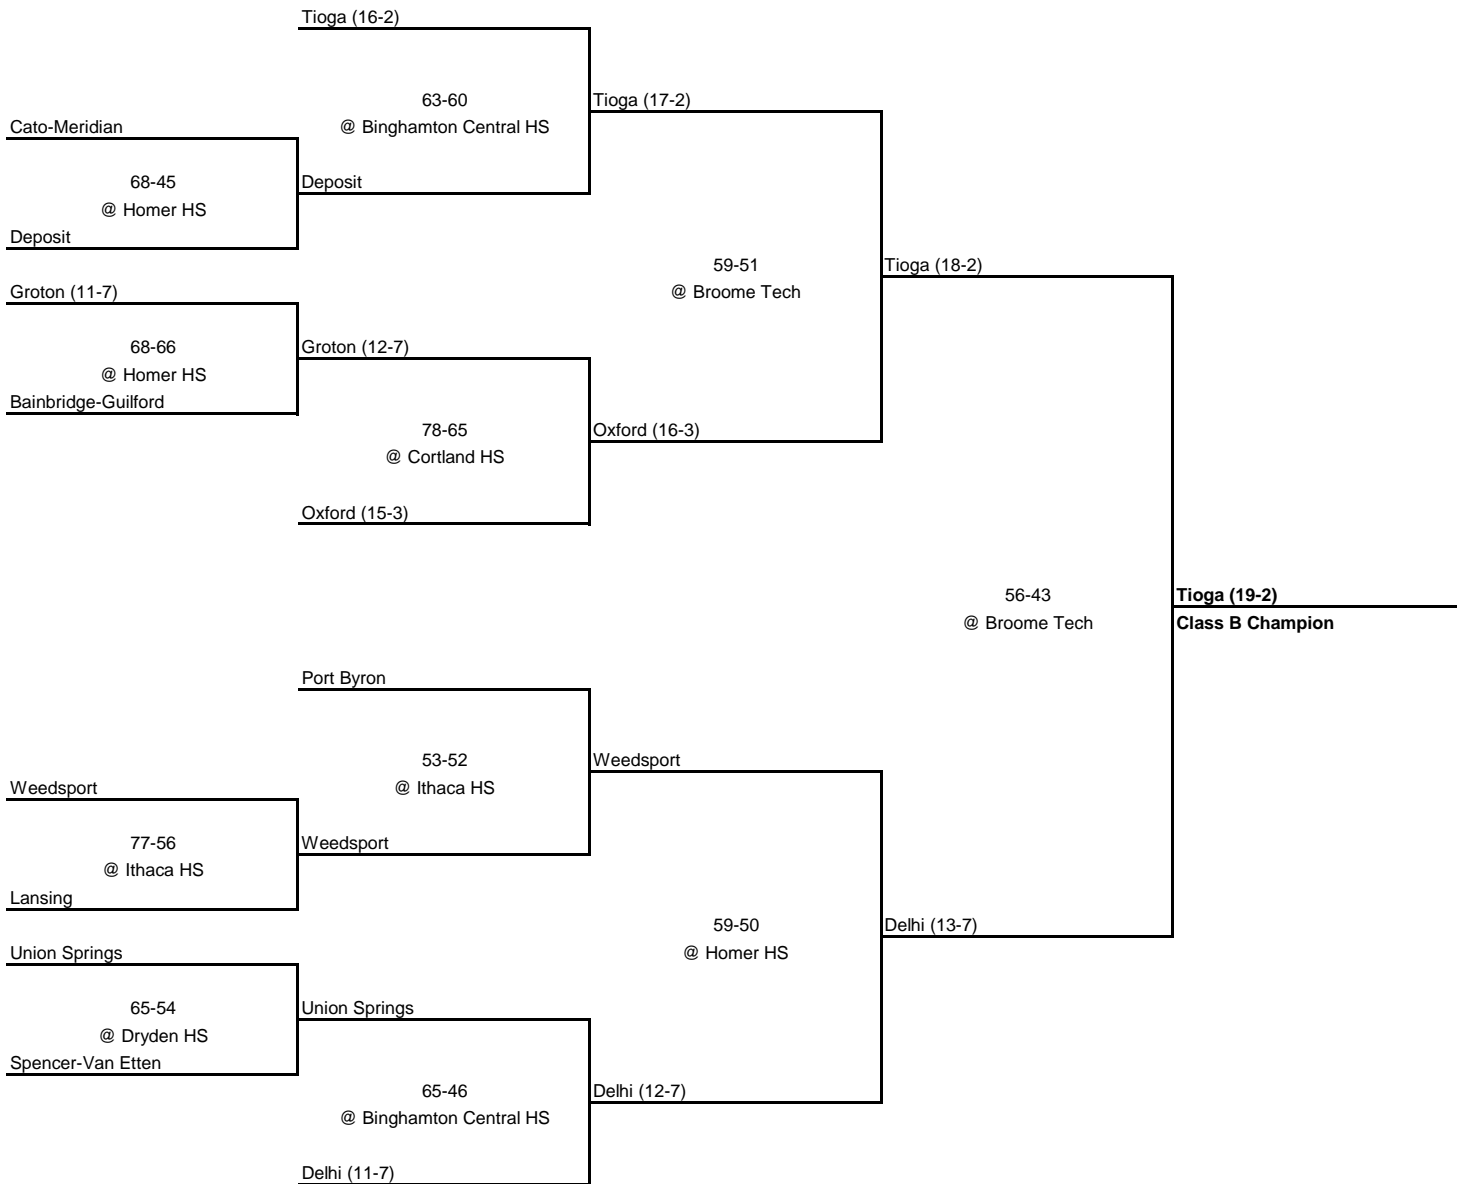 Tioga (16-2)
63-60
@ Binghamton Central HS
Tioga (17-2)
Cato-Meridian
68-45
@ Homer HS
Deposit
Deposit
59-51
@ Broome Tech
Tioga (18-2)
Groton (11-7)
68-66
@ Homer HS
Groton (12-7)
Bainbridge-Guilford
78-65
@ Cortland HS
Oxford (16-3)
Oxford (15-3)
56-43
@ Broome Tech
Tioga (19-2)
Class B Champion
Port Byron
53-52
@ Ithaca HS
Weedsport
Weedsport
77-56
@ Ithaca HS
Weedsport
Lansing
59-50
@ Homer HS
Delhi (13-7)
Union Springs
65-54
@ Dryden HS
Union Springs
Spencer-Van Etten
65-46
@ Binghamton Central HS
Delhi (12-7)
Delhi (11-7)